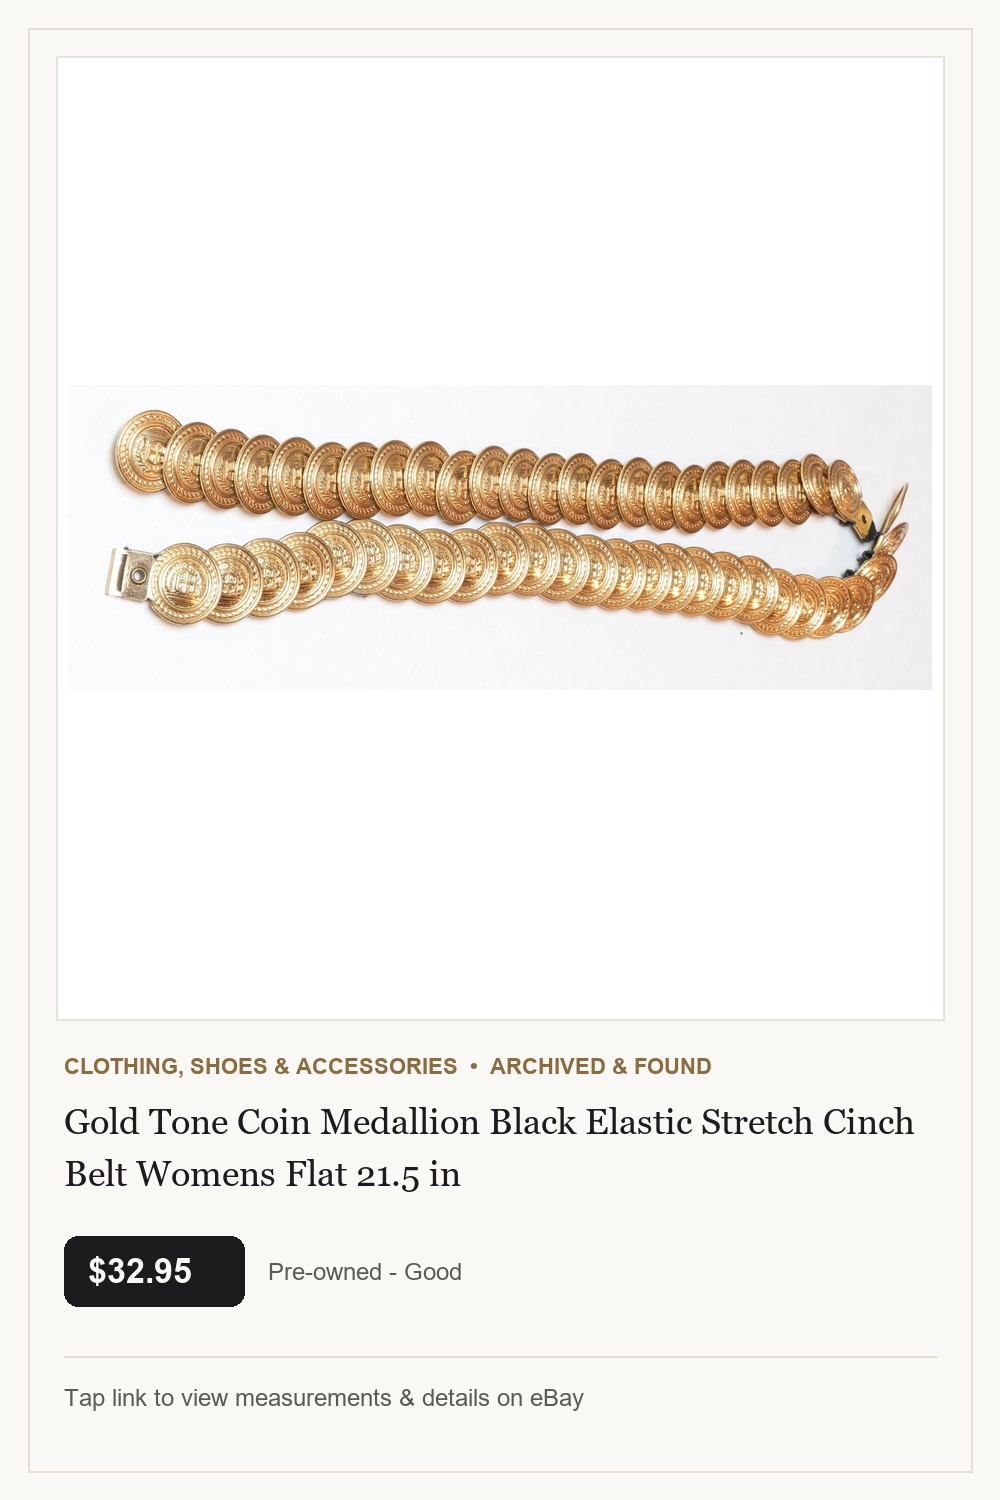 CLOTHING, SHOES & ACCESSORIES • ARCHIVED & FOUND
Gold Tone Coin Medallion Black Elastic Stretch Cinch
Belt Womens Flat 21.5 in
$32.95
Pre-owned - Good
Tap link to view measurements & details on eBay